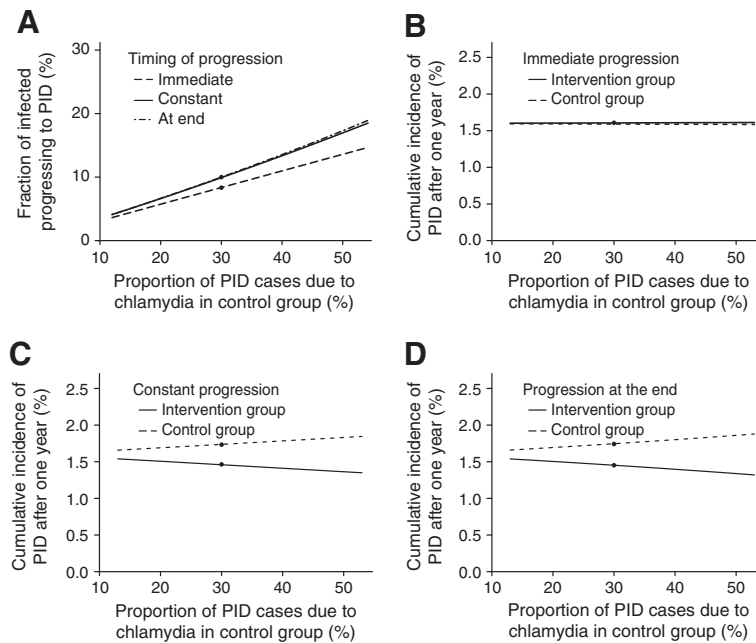 A
Fraction of infected
progressing to PID (%)
30
20
10
0
Timing of progression
Immediate
Constant
At end
10 20 30 40 50
Proportion of PID cases due to
chlamydia in control group (%)
B
Cumulative incidence of
PID after one year (%)
2.5
2.0
1.5
1.0
0.5
0.0
Immediate progression
Intervention group
Control group
10 20 30 40 50
Proportion of PID cases due to
chlamydia in control group (%)
C
Cumulative incidence of
PID after one year (%)
2.5
2.0
1.5
1.0
0.5
0.0
Constant progression
Intervention group
Control group
10 20 30 40 50
Proportion of PID cases due to
chlamydia in control group (%)
D
Cumulative incidence of
PID after one year (%)
2.5
2.0
1.5
1.0
0.5
0.0
Progression at the end
Intervention group
Control group
10 20 30 40 50
Proportion of PID cases due to
chlamydia in control group (%)